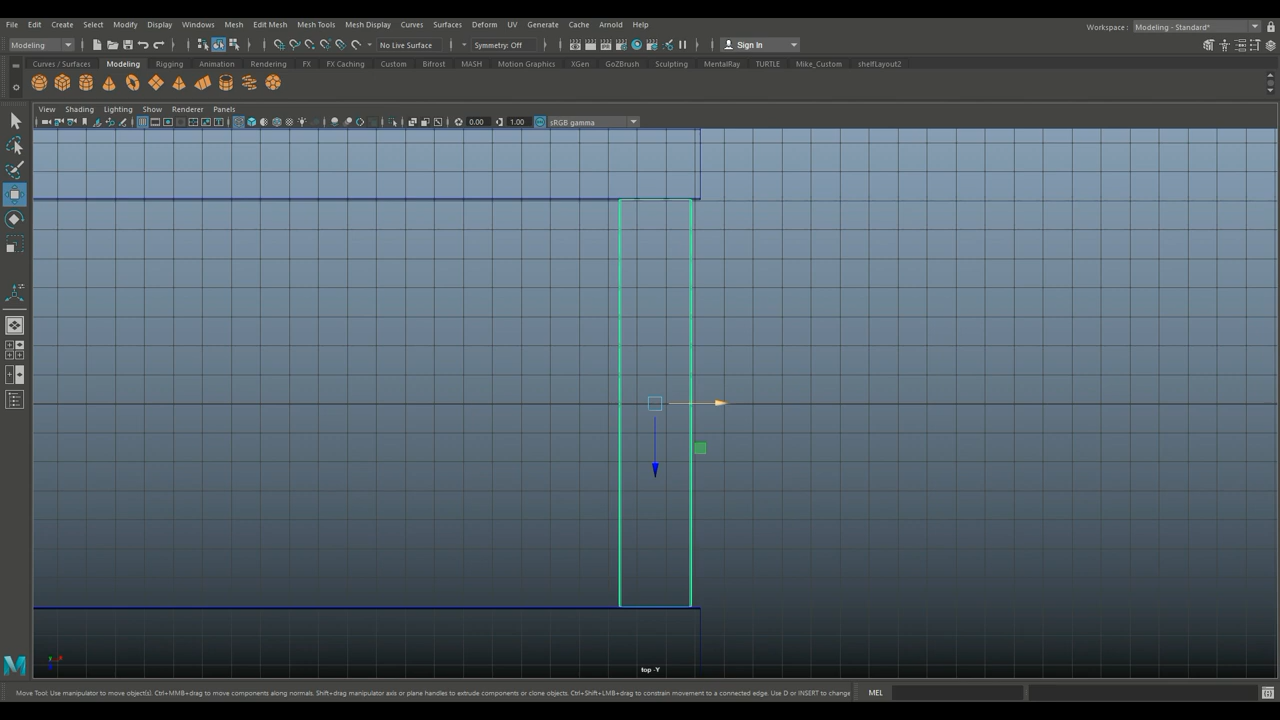 File Edit Create Select Modify Display Windows Mesh Edit Mesh Mesh Tools Mesh Display Curves Surfaces Deform UV Generate Cache Arnold Help
Workspace : Modeling - Standard*
Modeling No Live Surface Symmetry: Off Sign In
Curves / Surfaces Modeling Rigging Animation Rendering FX FX Caching Custom Bifrost MASH Motion Graphics XGen GoZBrush Sculpting MentalRay TURTLE Mike_Custom shelfLayout2
View Shading Lighting Show Renderer Panels
0.00 1.00 sRGB gamma
top -Y
Move Tool: Use manipulator to move object(s). Ctrl+MMB+drag to move components along normals. Shift+drag manipulator axis or plane handles to extrude components or clone objects. Ctrl+Shift+LMB+drag to constrain movement to a connected edge. Use D or INSERT to change
MEL